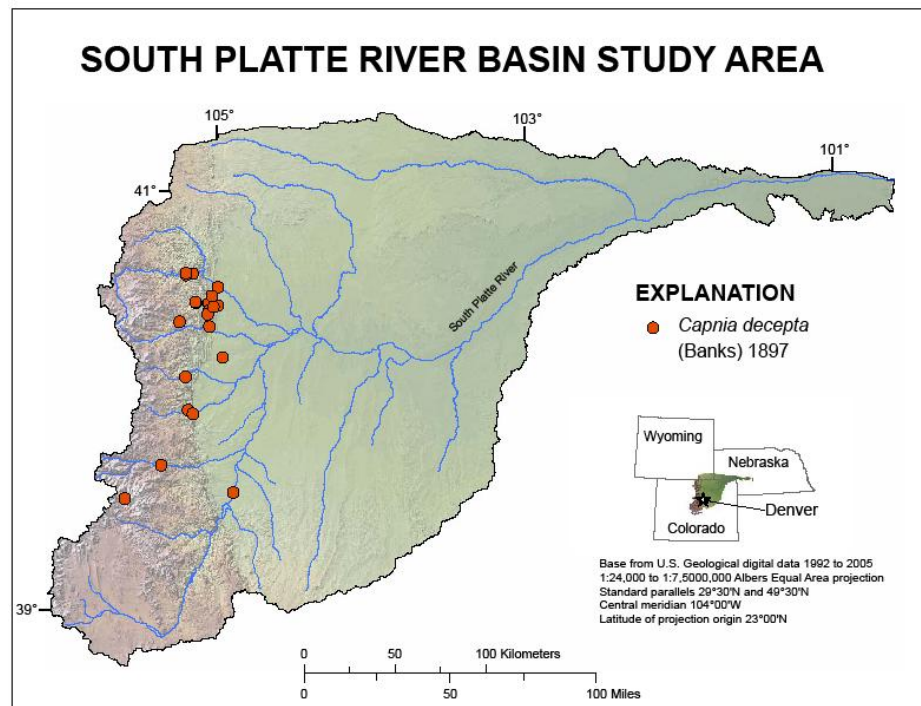 SOUTH PLATTE RIVER BASIN STUDY AREA
105°
103°
101°
41°
South Platte River
EXPLANATION
Capnia decepta
(Banks) 1897
Wyoming
Nebraska
Denver
Colorado
Base from U.S. Geological digital data 1992 to 2005
1:24,000 to 1:7,5000,000 Albers Equal Area projection
Standard parallels 29°30'N and 49°30'N
Central meridian 104°00'W
Latitude of projection origin 23°00'N
39°
0 50 100 Kilometers
0 50 100 Miles